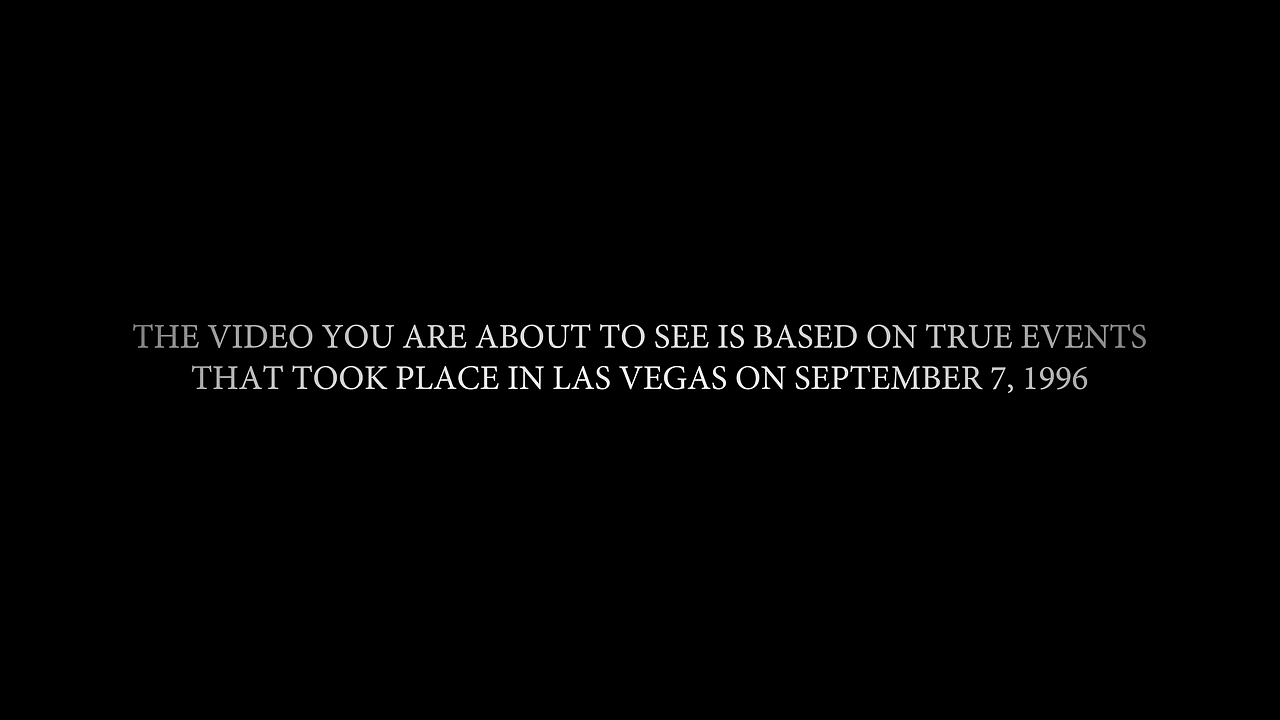 THE VIDEO YOU ARE ABOUT TO SEE IS BASED ON TRUE EVENTS
THAT TOOK PLACE IN LAS VEGAS ON SEPTEMBER 7, 1996